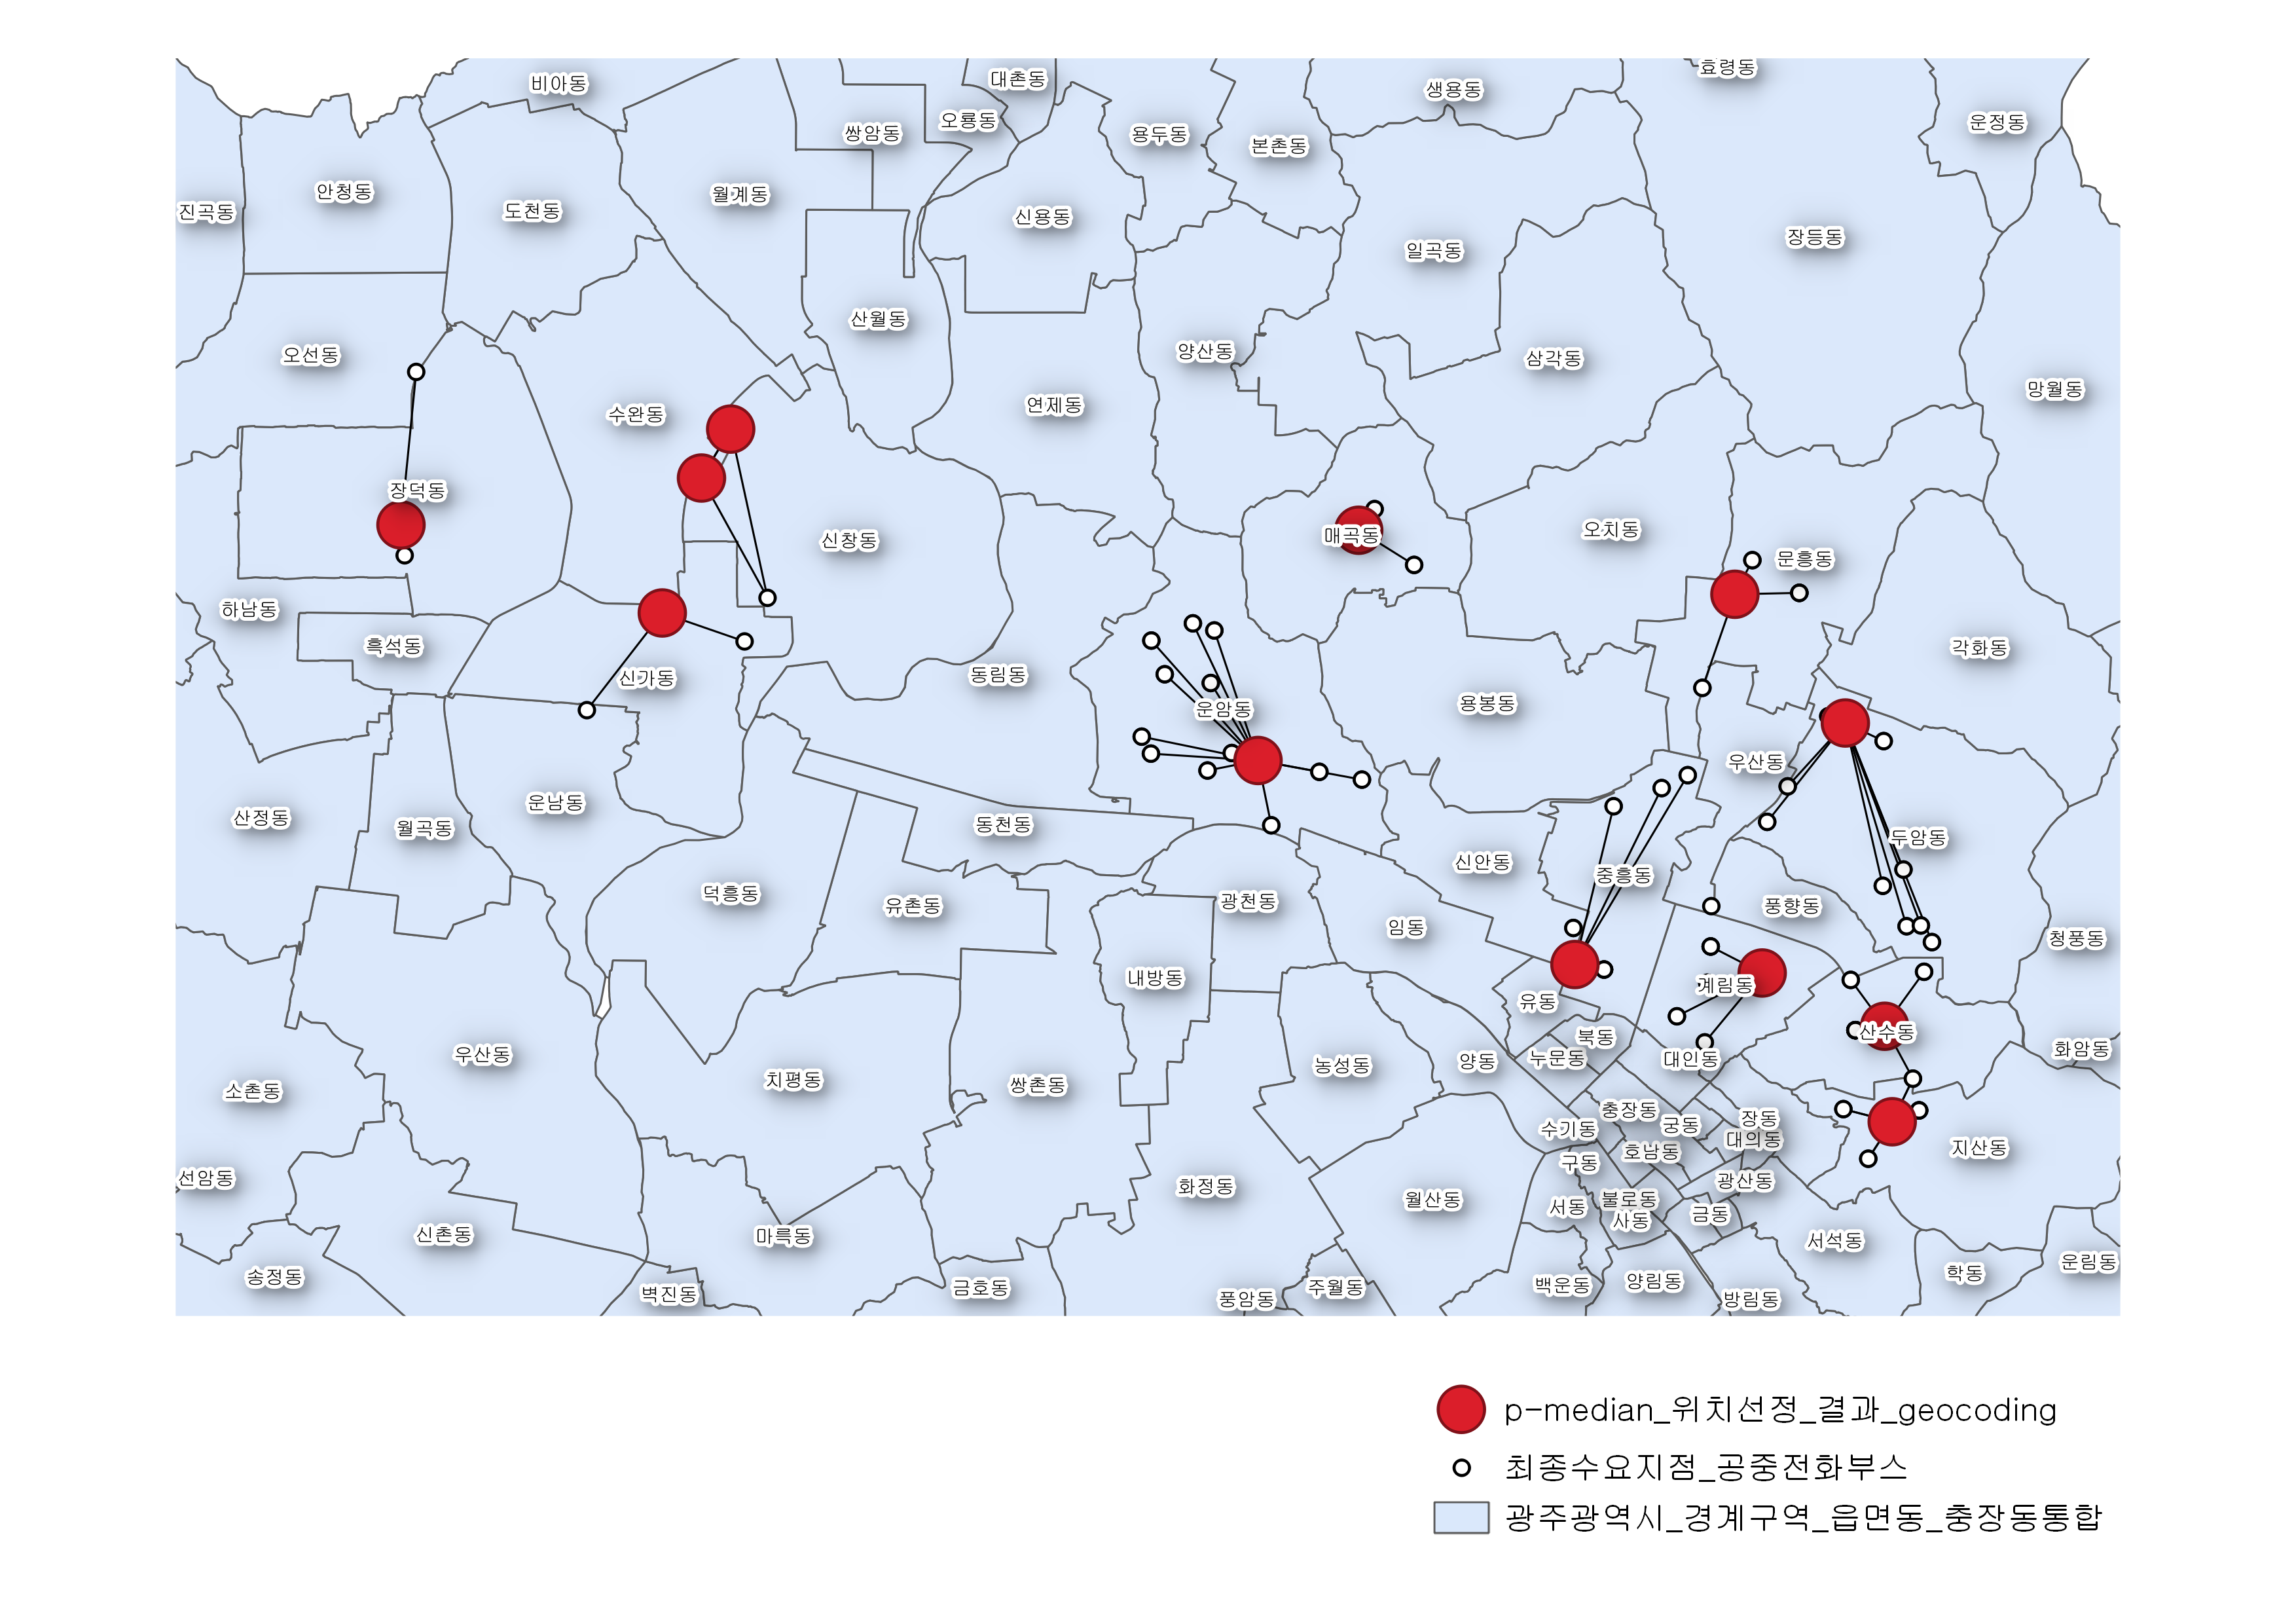 비아동
대촌동
효령동
생용동
오룡동
운정동
쌍암동
용두동
본촌동
안청동
월계동
진곡동
도천동
신용동
장등동
일곡동
산월동
양산동
오선동
삼각동
망월동
연제동
수완동
장덕동
오치동
매곡동
신창동
문흥동
하남동
흑석동
각화동
동림동
신가동
용봉동
운암동
우산동
운남동
산정동
동천동
월곡동
두암동
신안동
중흥동
덕흥동
광천동
유촌동
풍향동
임동
청풍동
내방동
계림동
유동
산수동
북동
화암동
우산동
누문동
대인동
양동
농성동
치평동
쌍촌동
소촌동
충장동
장동
궁동
수기동
대의동
지산동
호남동
구동
선암동
광산동
화정동
월산동
불로동
서동
금동
사동
신촌동
마륵동
서석동
운림동
학동
송정동
양림동
백운동
주월동
금호동
벽진동
풍암동
방림동
p-median_위치선정_결과_geocoding
최종수요지점_공중전화부스
광주광역시_경계구역_읍면동_충장동통합